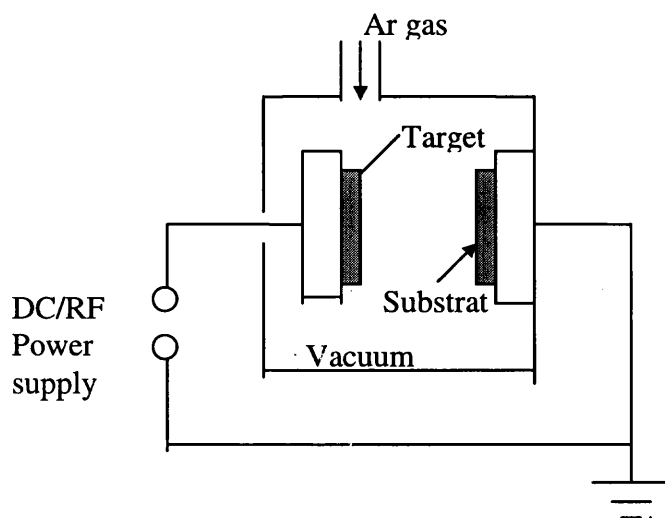 Ar gas
Target
Substrat
DC/RF
Power
supply
Vacuum